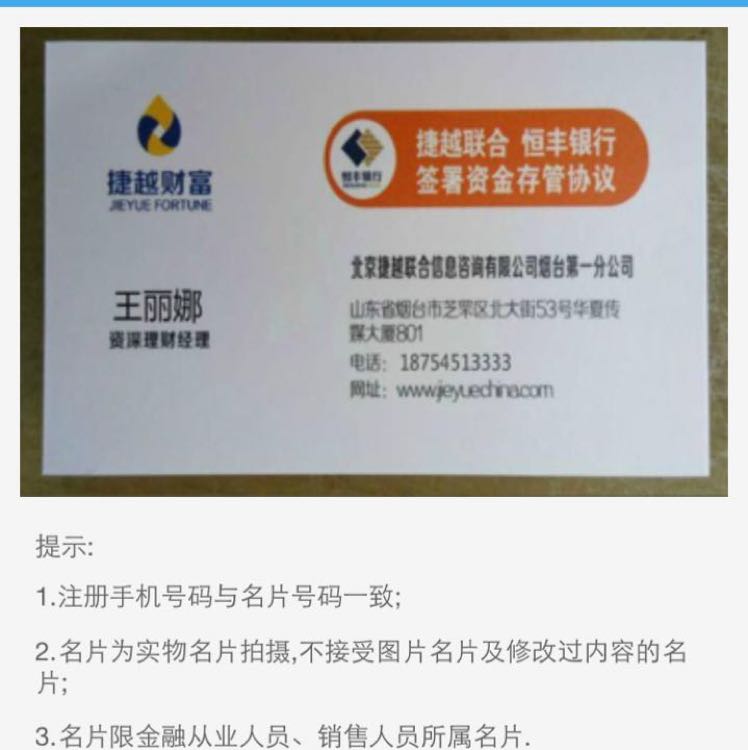 捷越财富
JIEYUE FORTUNE
恒丰银行
捷越联合 恒丰银行
签署资金存管协议
王丽娜
资深理财经理
北京捷越联合信息咨询有限公司烟台第一分公司
山东省烟台市芝罘区北大街53号华夏传
媒大厦801
电话：18754513333
网址：www.jieyuechina.com
提示:
1.注册手机号码与名片号码一致;
2.名片为实物名片拍摄,不接受图片名片及修改过内容的名
片;
3.名片限金融从业人员、销售人员所属名片.